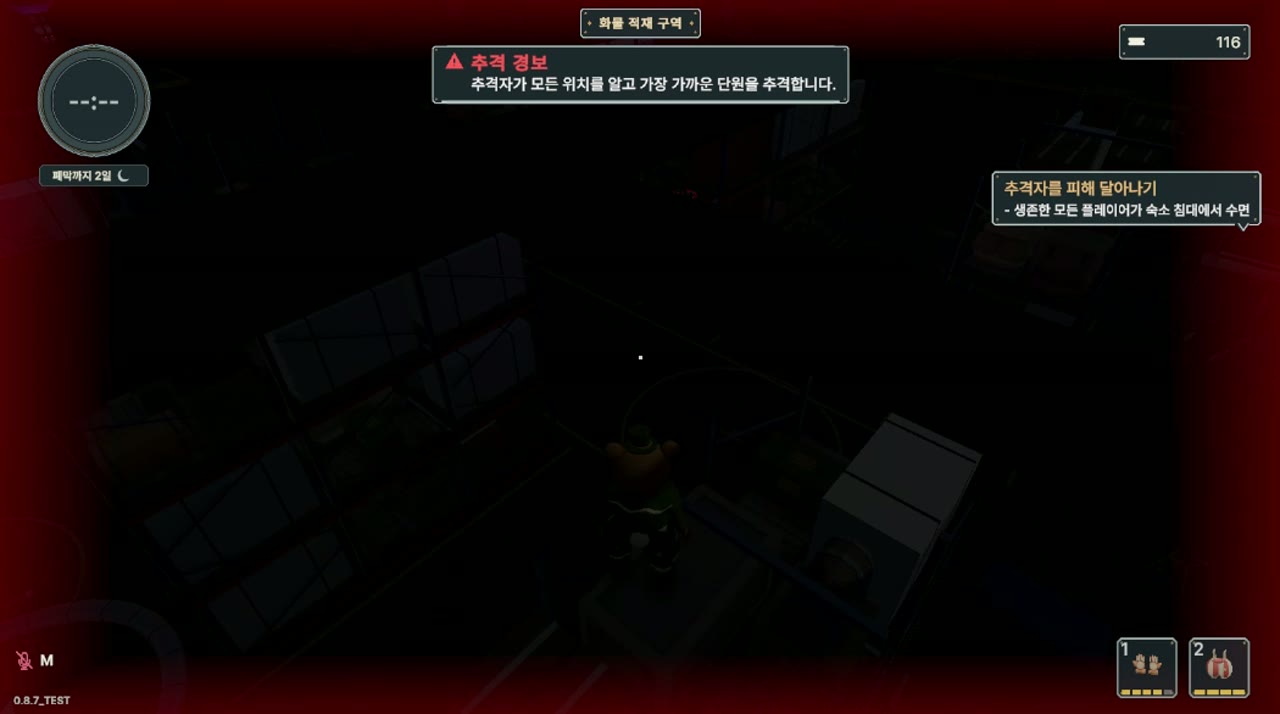 화물 적재 구역
추격 경보
추격자가 모든 위치를 알고 가장 가까운 단원을 추격합니다.
116
--:--
폐막까지 2일
추격자를 피해 달아나기
- 생존한 모든 플레이어가 숙소 침대에서 수면
M
1
2
0.8.7_TEST